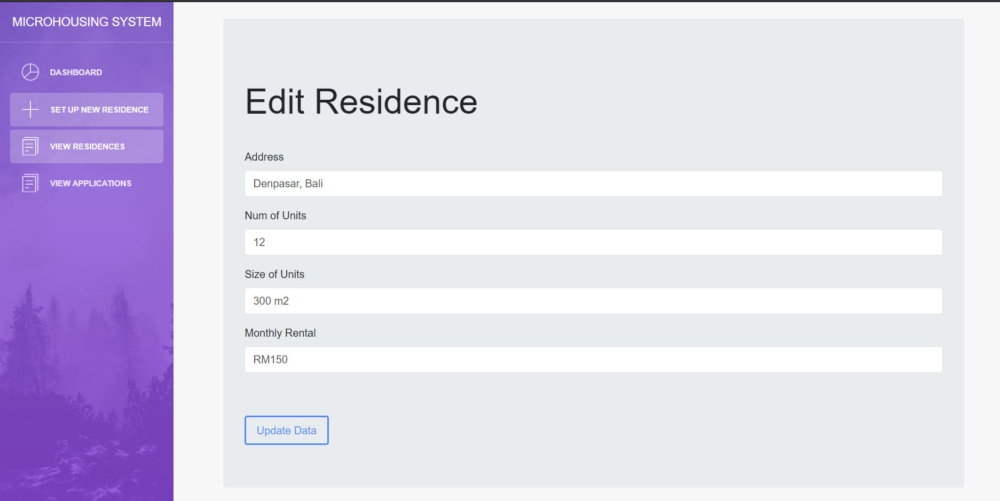 MICROHOUSING SYSTEM
DASHBOARD
SET UP NEW RESIDENCE
VIEW RESIDENCES
VIEW APPLICATIONS
Edit Residence
Address
Denpasar, Bali
Num of Units
12
Size of Units
300 m2
Monthly Rental
RM150
Update Data